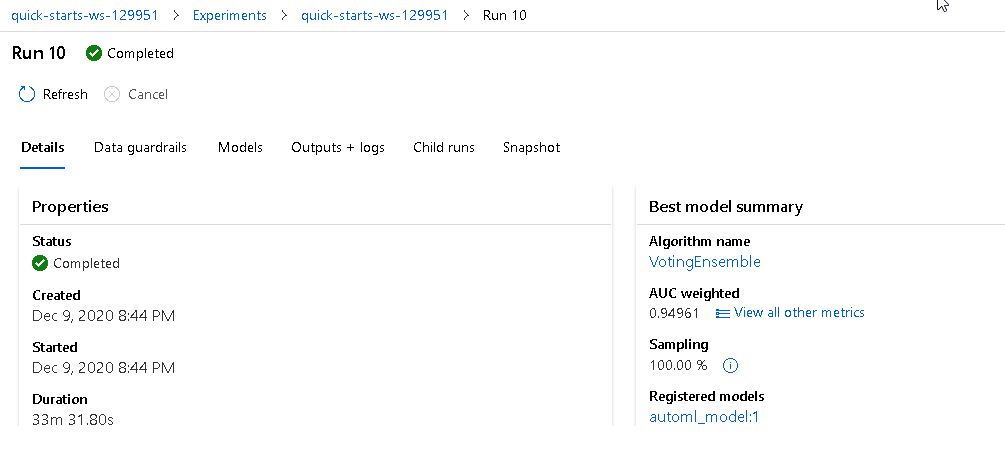 quick-starts-ws-129951 > Experiments > quick-starts-ws-129951 > Run 10
Run 10 Completed
Refresh Cancel
Details Data guardrails Models Outputs + logs Child runs Snapshot
Properties
Status
Completed
Created
Dec 9, 2020 8:44 PM
Started
Dec 9, 2020 8:44 PM
Duration
33m 31.80s
Best model summary
Algorithm name
VotingEnsemble
AUC weighted
0.94961 View all other metrics
Sampling
100.00 %
Registered models
automl_model:1